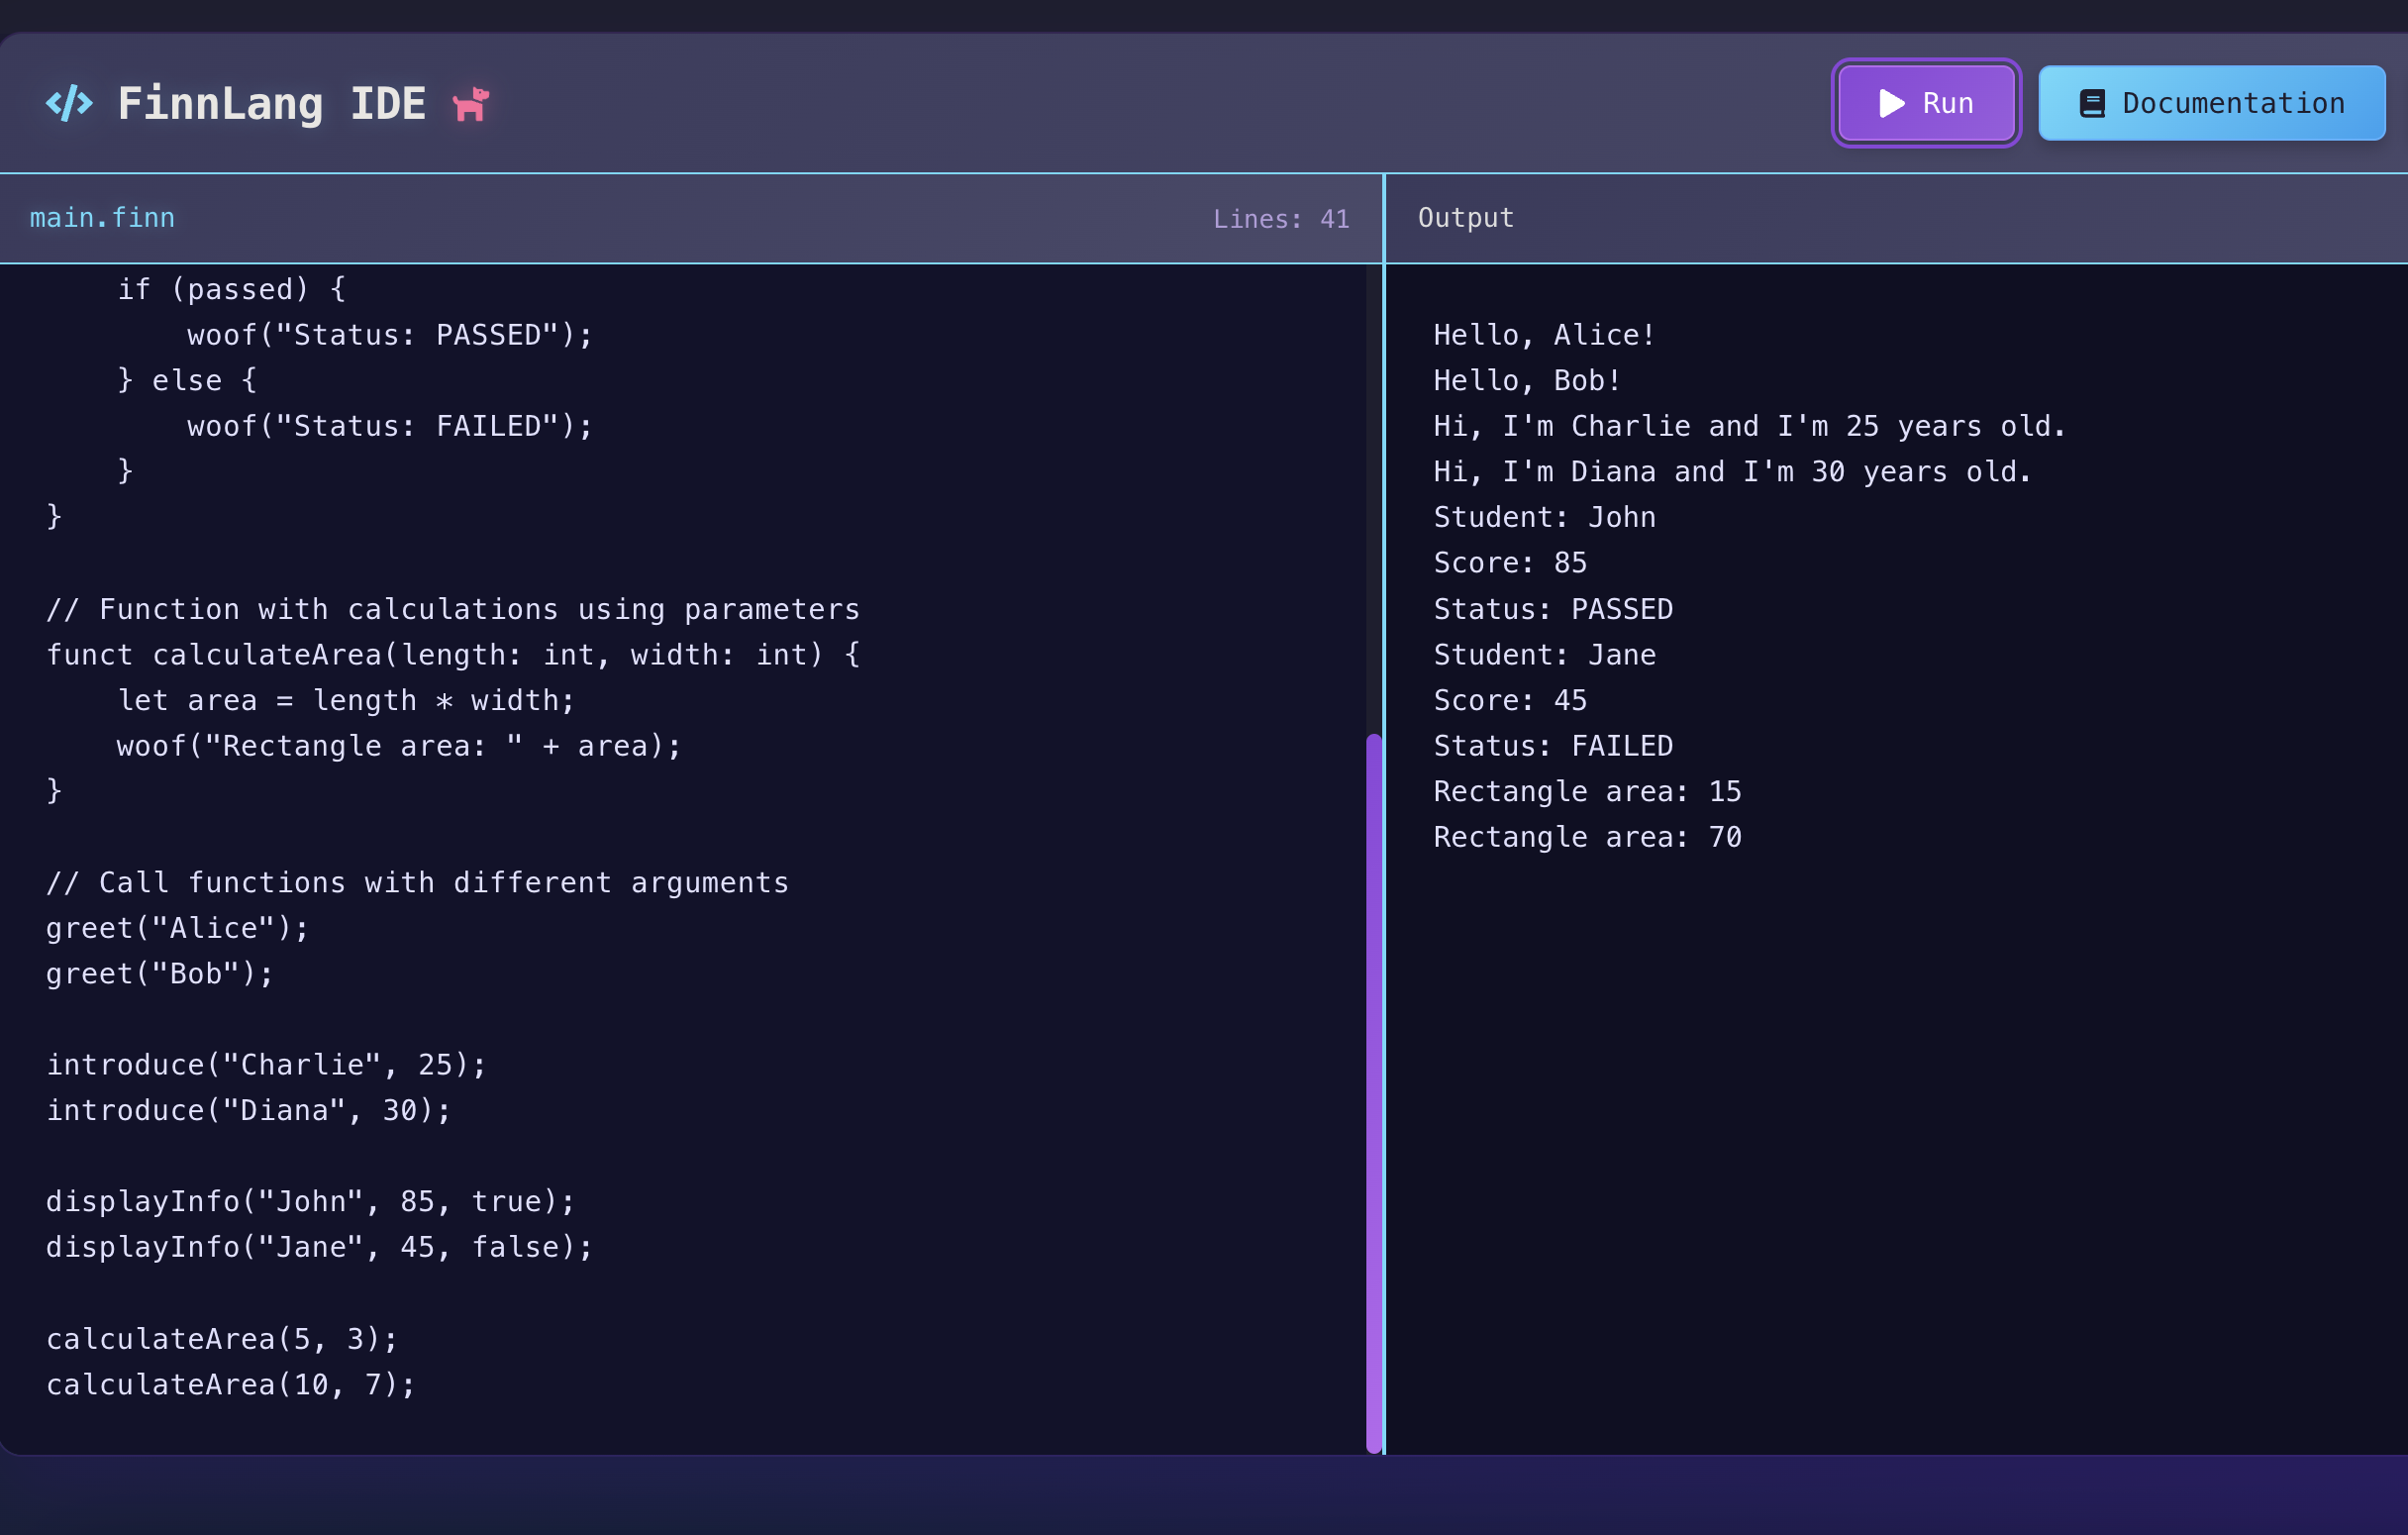 FinnLang IDE
Run
Documentation
main.finn
Lines: 41
    if (passed) {
        woof("Status: PASSED");
    } else {
        woof("Status: FAILED");
    }
}

// Function with calculations using parameters
funct calculateArea(length: int, width: int) {
    let area = length * width;
    woof("Rectangle area: " + area);
}

// Call functions with different arguments
greet("Alice");
greet("Bob");

introduce("Charlie", 25);
introduce("Diana", 30);

displayInfo("John", 85, true);
displayInfo("Jane", 45, false);

calculateArea(5, 3);
calculateArea(10, 7);
Output
Hello, Alice!
Hello, Bob!
Hi, I'm Charlie and I'm 25 years old.
Hi, I'm Diana and I'm 30 years old.
Student: John
Score: 85
Status: PASSED
Student: Jane
Score: 45
Status: FAILED
Rectangle area: 15
Rectangle area: 70